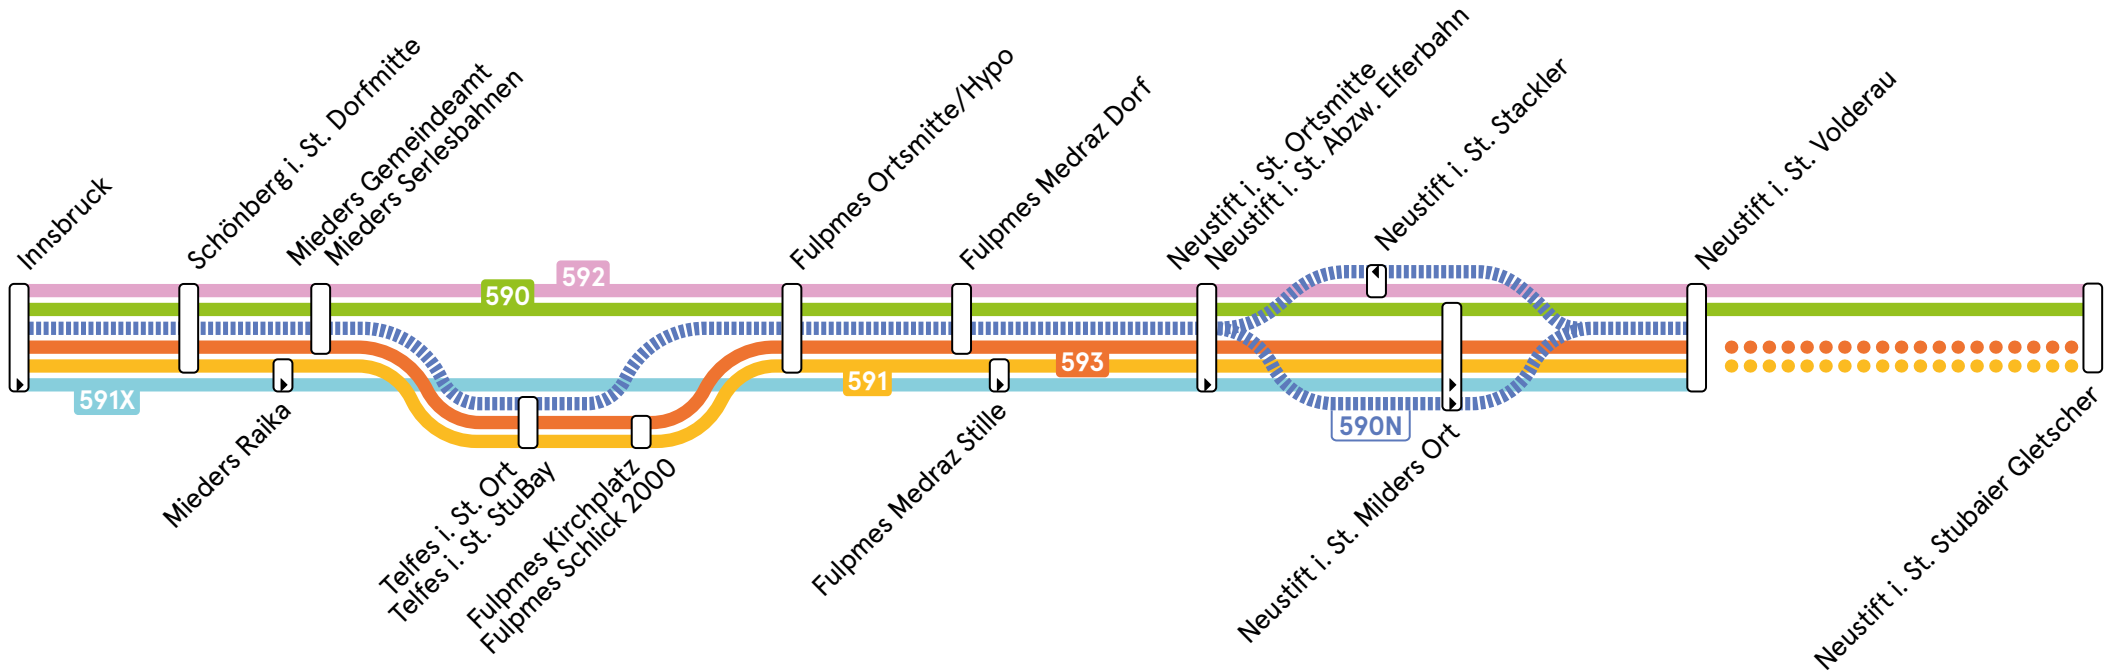 Innsbruck
Schönberg i. St. Dorfmitte
Mieders Gemeindeamt
Mieders Serlesbahnen
Fulpmes Ortsmitte/Hypo
Fulpmes Medraz Dorf
Neustift i. St. Ortsmitte
Neustift i. St. Abzw. Elferbahn
Neustift i. St. Stackler
Neustift i. St. Volderau
592
590
593
591
591X
590N
Mieders Raika
Telfes i. St. Ort
Telfes i. St. StuBay
Fulpmes Kirchplatz
Fulpmes Schlick 2000
Fulpmes Medraz Stille
Neustift i. St. Milders Ort
Neustift i. St. Stubaier Gletscher